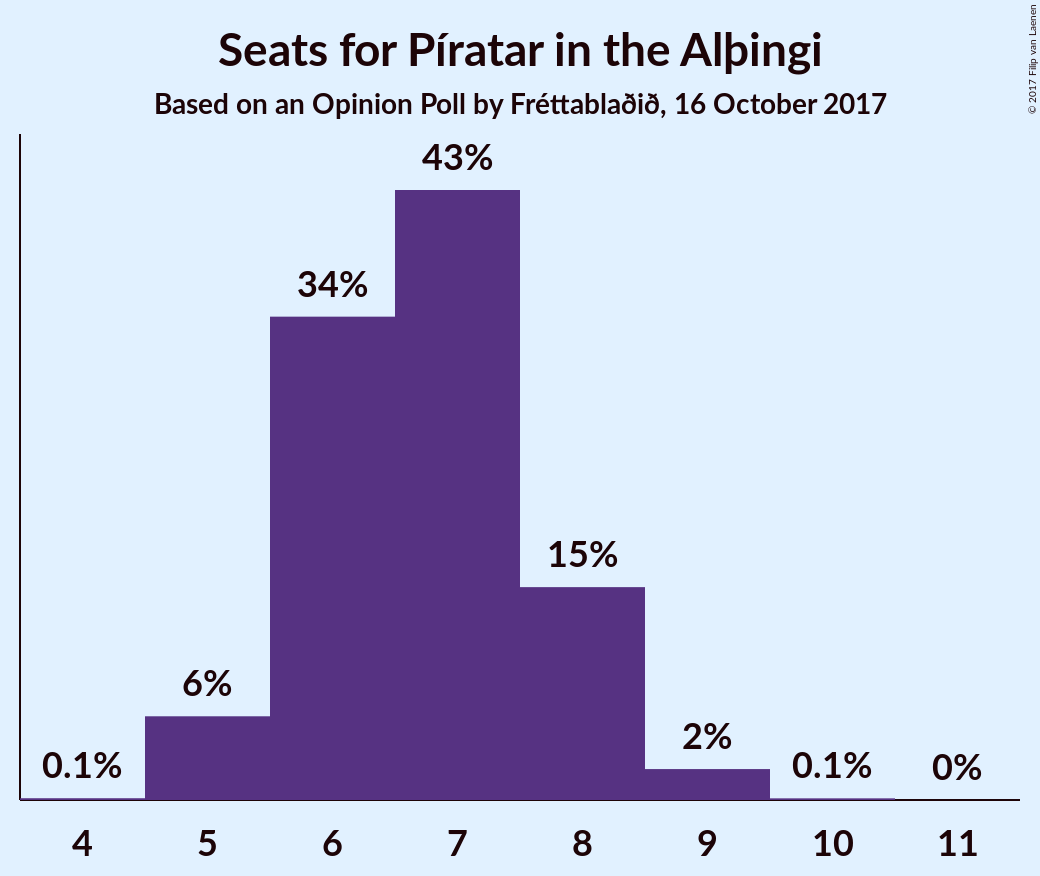 Seats for Píratar in the Alþingi
Based on an Opinion Poll by Fréttablaðið, 16 October 2017
© 2017 Filip van Laenen
43%
34%
15%
6%
2%
0.1%
0.1%
0%
4 5 6 7 8 9 10 11